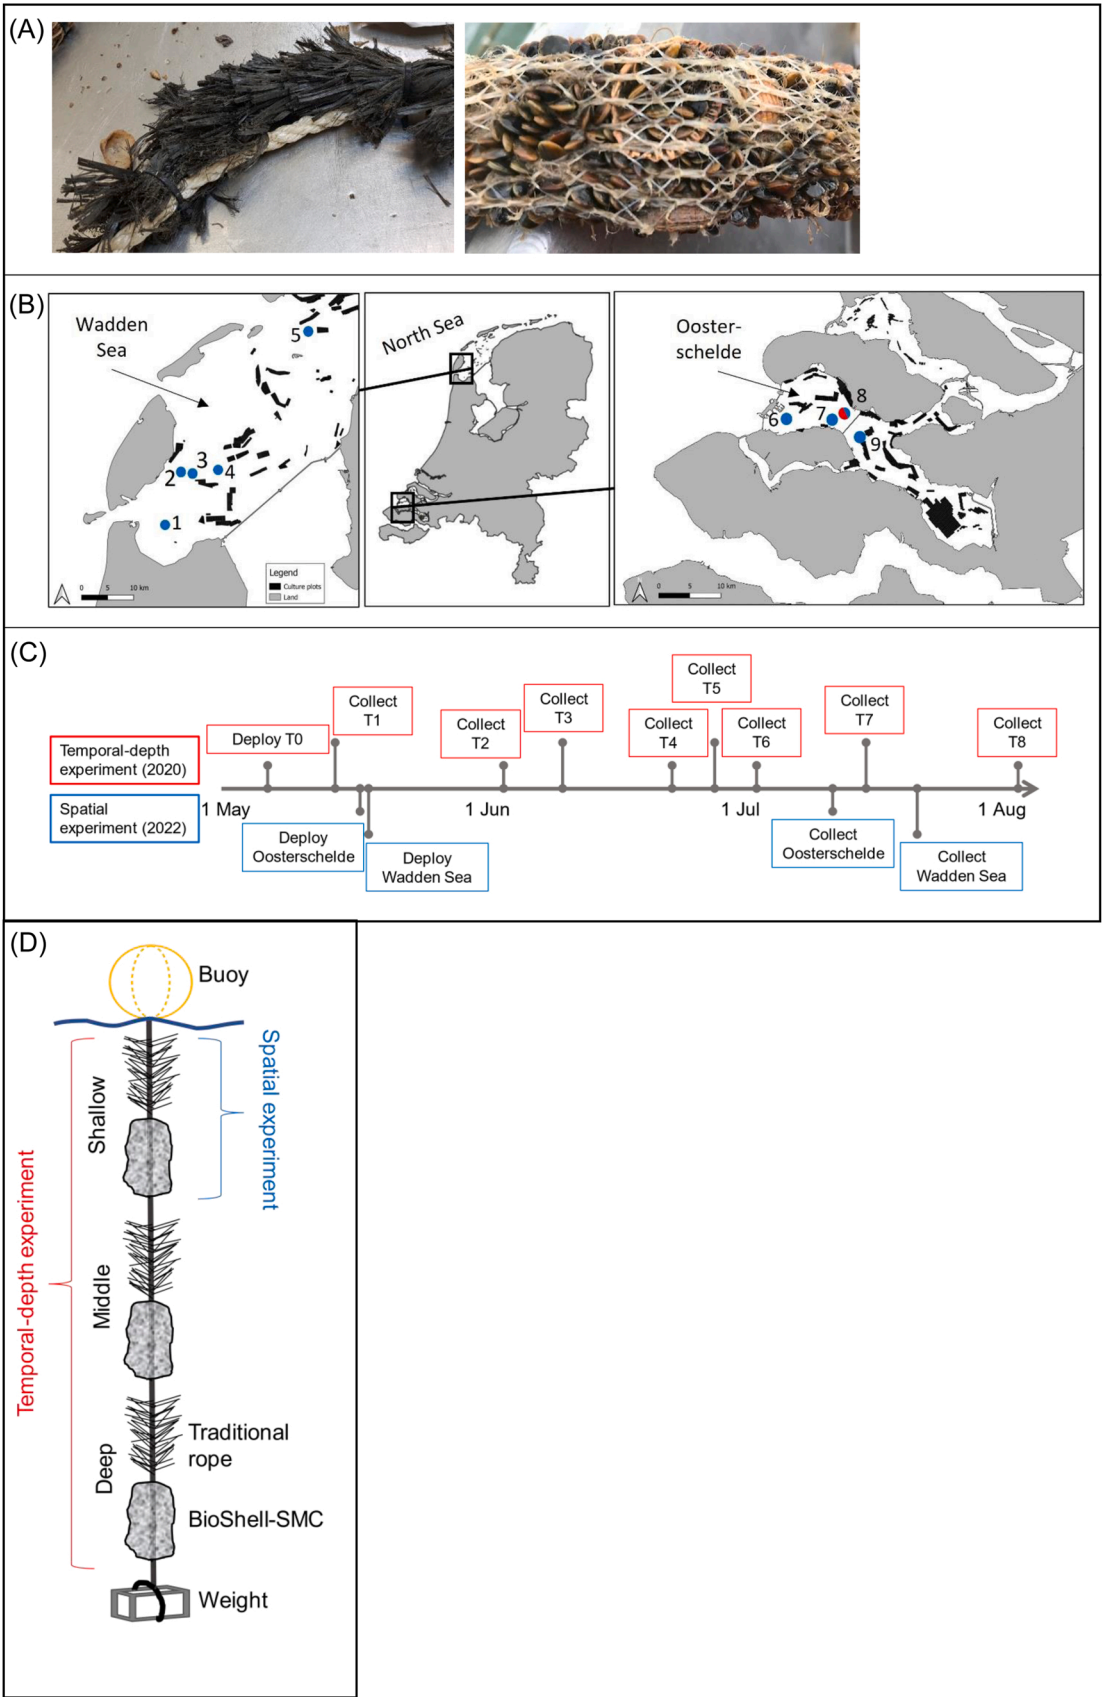 (A)
(B)
Wadden
Sea
5
2
3
4
1
0 5 10 km
Legend
Culture plots
Land
North Sea
Ooster-
schelde
6
7
8
9
0 5 10 km
(C)
Temporal-depth
experiment (2020)
Spatial
experiment (2022)
Deploy T0
Collect
T1
Collect
T2
Collect
T3
Collect
T4
Collect
T5
Collect
T6
Collect
T7
Collect
T8
1 May
1 Jun
1 Jul
1 Aug
Deploy
Oosterschelde
Deploy
Wadden Sea
Collect
Oosterschelde
Collect
Wadden Sea
(D)
Buoy
Shallow
Spatial experiment
Temporal-depth experiment
Middle
Deep
Traditional
rope
BioShell-SMC
Weight